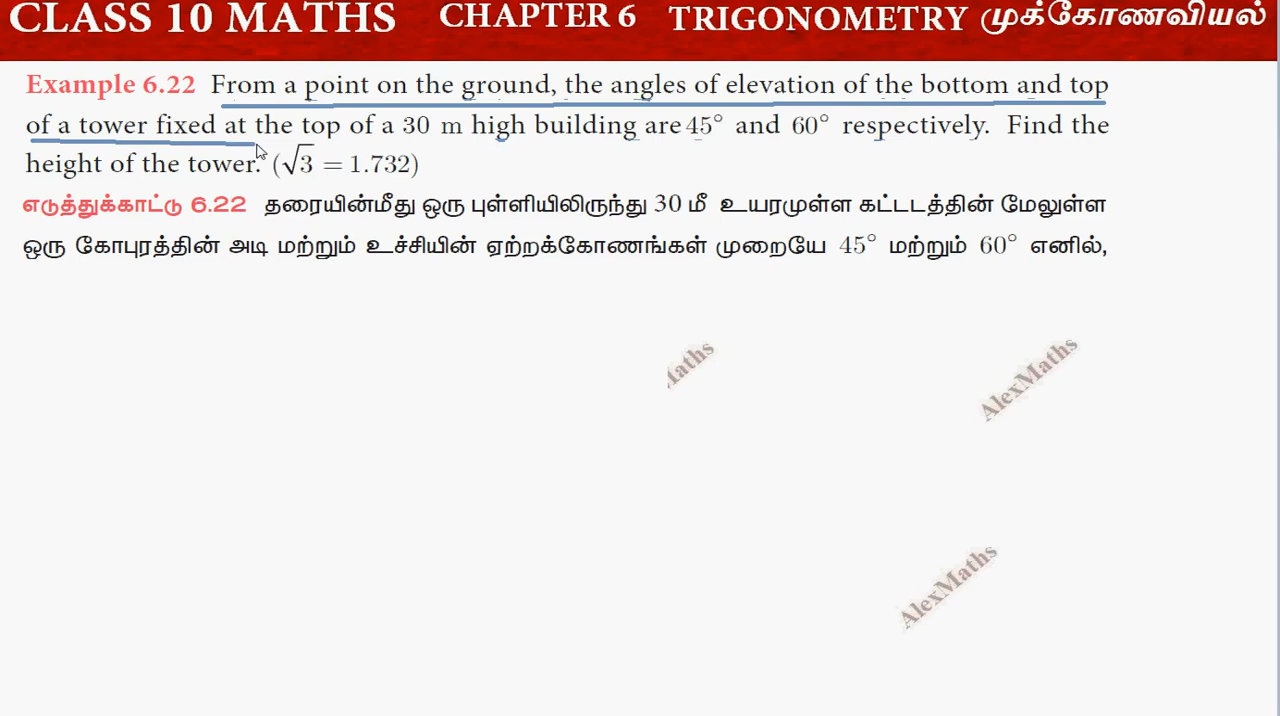 CLASS 10 MATHS CHAPTER 6 TRIGONOMETRY முக்கோணவியல்
Example 6.22 From a point on the ground, the angles of elevation of the bottom and top
of a tower fixed at the top of a 30 m high building are 45° and 60° respectively. Find the
height of the tower. (√3 = 1.732)
எடுத்துக்காட்டு 6.22 தரையின்மீது ஒரு புள்ளியிலிருந்து 30 மீ உயரமுள்ள கட்டடத்தின் மேலுள்ள
ஒரு கோபுரத்தின் அடி மற்றும் உச்சியின் ஏற்றக்கோணங்கள் முறையே 45° மற்றும் 60° எனில்,
Maths
AlexMaths
AlexMaths